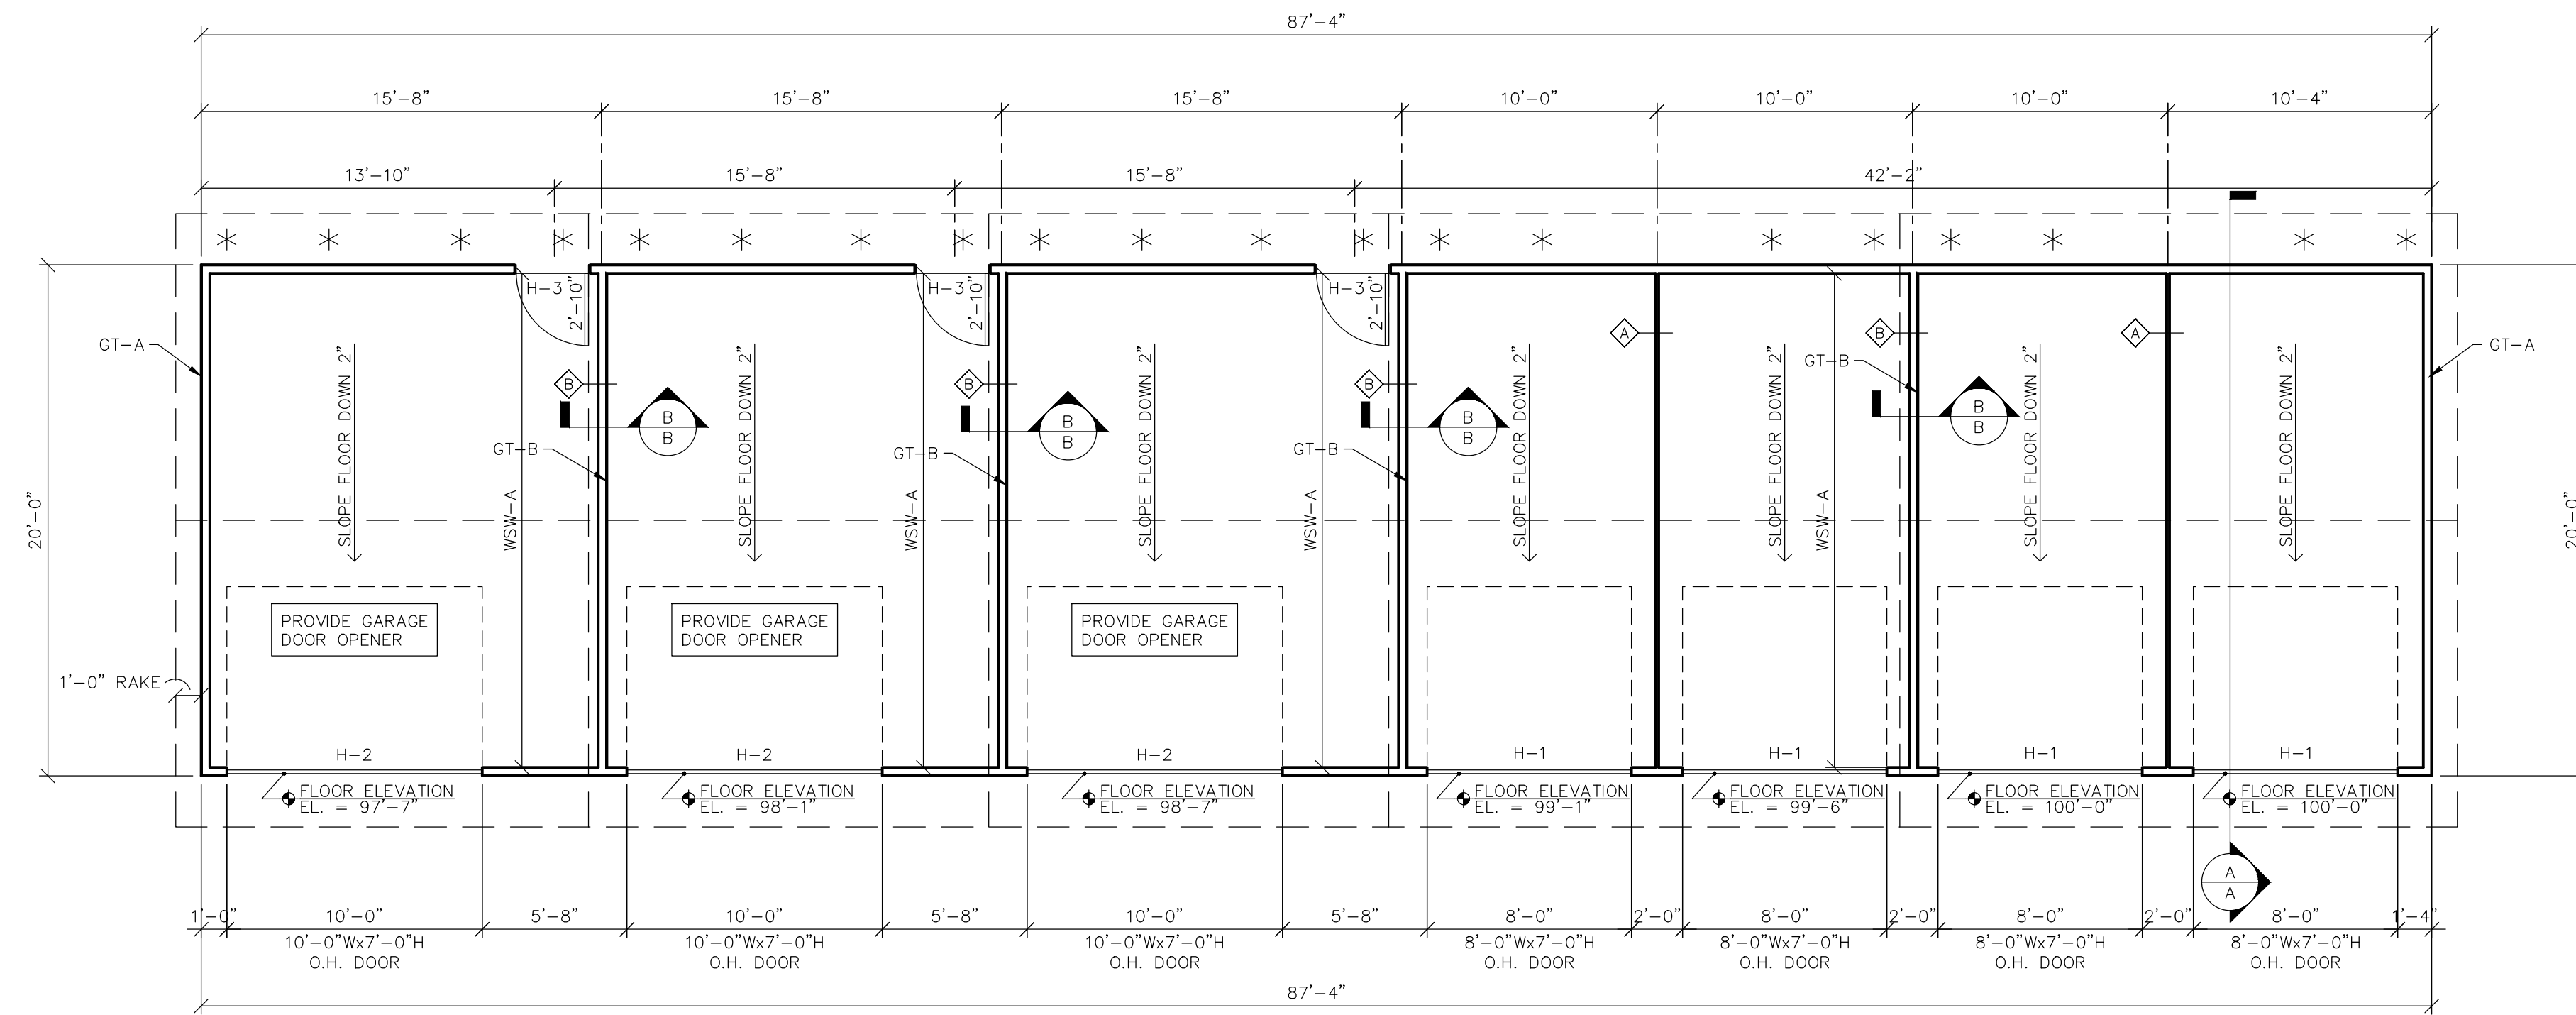 87'-4"
15'-8" 15'-8" 15'-8" 10'-0" 10'-0" 10'-0" 10'-4"
13'-10" 15'-8" 15'-8" 42'-2"
H-3 H-3 H-3
2'-10" 2'-10" 2'-10"
A B A
GT-A GT-B GT-A
B B B
SLOPE FLOOR DOWN 2" SLOPE FLOOR DOWN 2" SLOPE FLOOR DOWN 2" SLOPE FLOOR DOWN 2" SLOPE FLOOR DOWN 2" SLOPE FLOOR DOWN 2" SLOPE FLOOR DOWN 2"
B B B B
B B B B
GT-B GT-B GT-B
20'-0" WSW-A WSW-A WSW-A WSW-A 20'-0"
PROVIDE GARAGE PROVIDE GARAGE PROVIDE GARAGE
DOOR OPENER DOOR OPENER DOOR OPENER
1'-0" RAKE
H-2 H-2 H-2 H-1 H-1 H-1 H-1
FLOOR ELEVATION FLOOR ELEVATION FLOOR ELEVATION FLOOR ELEVATION FLOOR ELEVATION FLOOR ELEVATION FLOOR ELEVATION
EL. = 97'-7" EL. = 98'-1" EL. = 98'-7" EL. = 99'-1" EL. = 99'-6" EL. = 100'-0" EL. = 100'-0"
A
A
1'-0" 10'-0" 5'-8" 10'-0" 5'-8" 10'-0" 5'-8" 8'-0" 2'-0" 8'-0" 2'-0" 8'-0" 2'-0" 8'-0" 1'-4"
10'-0"Wx7'-0"H 10'-0"Wx7'-0"H 10'-0"Wx7'-0"H 8'-0"Wx7'-0"H 8'-0"Wx7'-0"H 8'-0"Wx7'-0"H 8'-0"Wx7'-0"H
O.H. DOOR O.H. DOOR O.H. DOOR O.H. DOOR O.H. DOOR O.H. DOOR O.H. DOOR
87'-4"